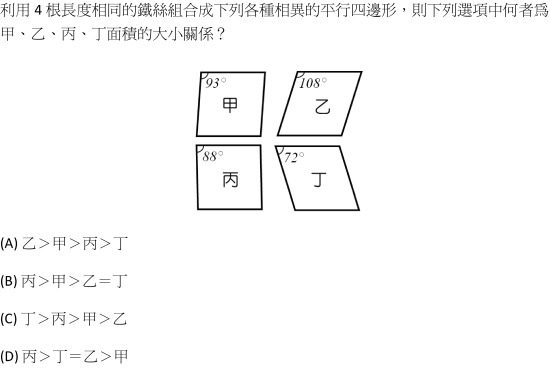 利用 4 根長度相同的鐵絲組合成下列各種相異的平行四邊形，則下列選項中何者為
甲、乙、丙、丁面積的大小關係？
93° 108°
甲 乙
88° 72°
丙 丁
(A) 乙＞甲＞丙＞丁
(B) 丙＞甲＞乙＝丁
(C) 丁＞丙＞甲＞乙
(D) 丙＞丁＝乙＞甲